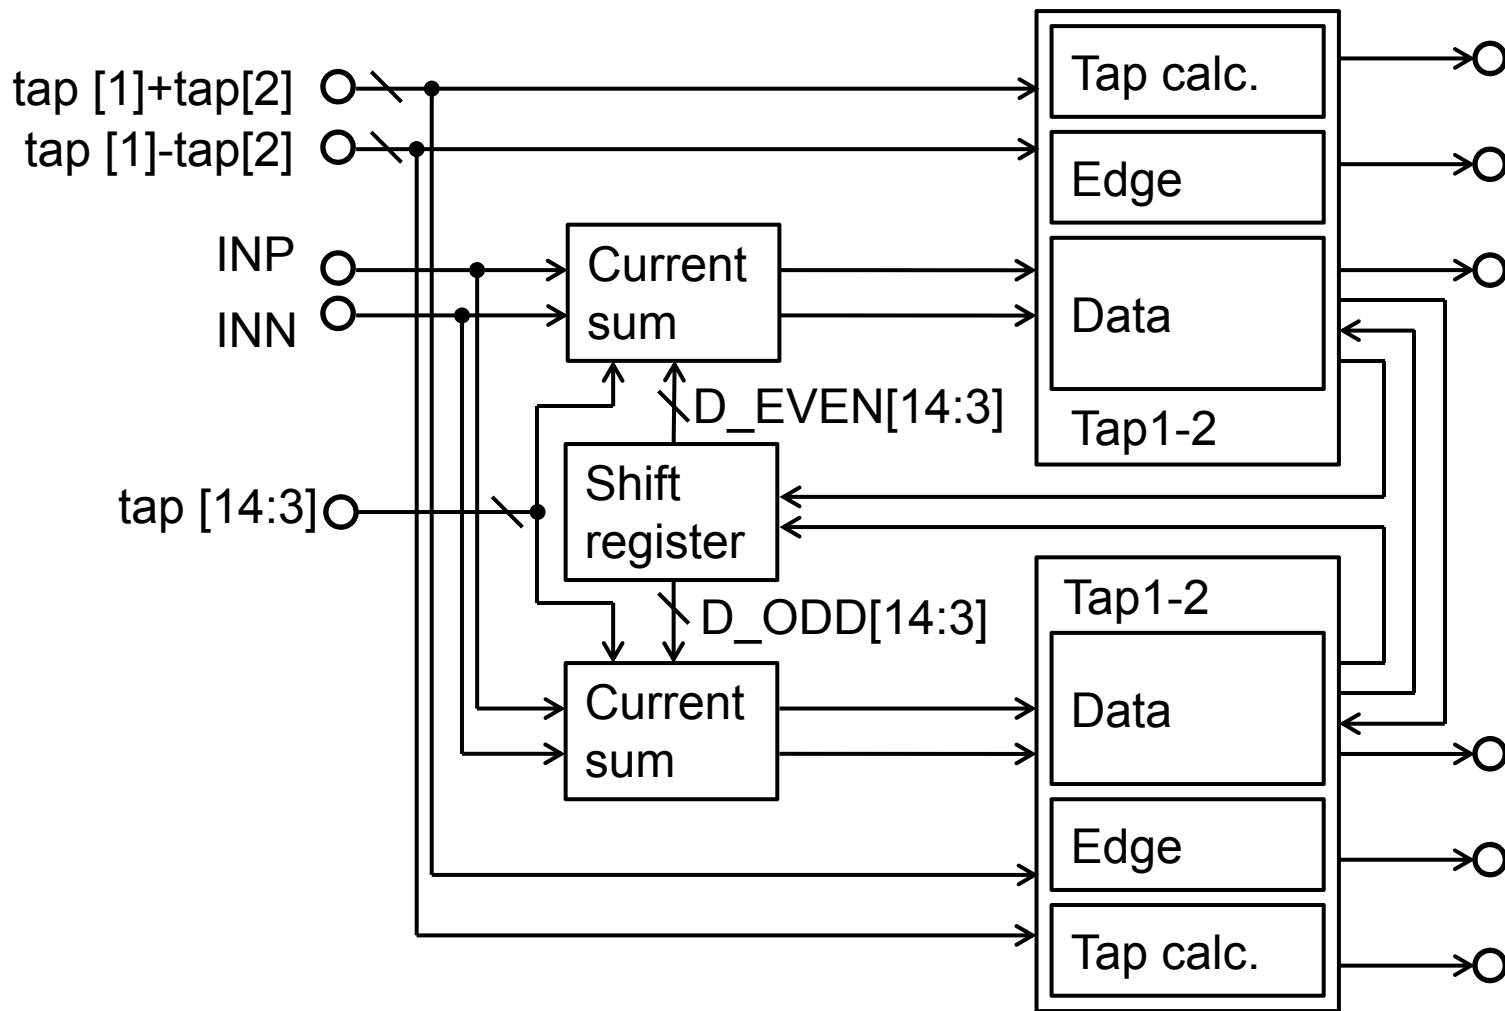 tap [1]+tap[2]
tap [1]-tap[2]
INP
INN
tap [14:3]
Current
sum
D_EVEN[14:3]
Shift
register
D_ODD[14:3]
Current
sum
Tap calc.
Edge
Data
Tap1-2
Tap1-2
Data
Edge
Tap calc.